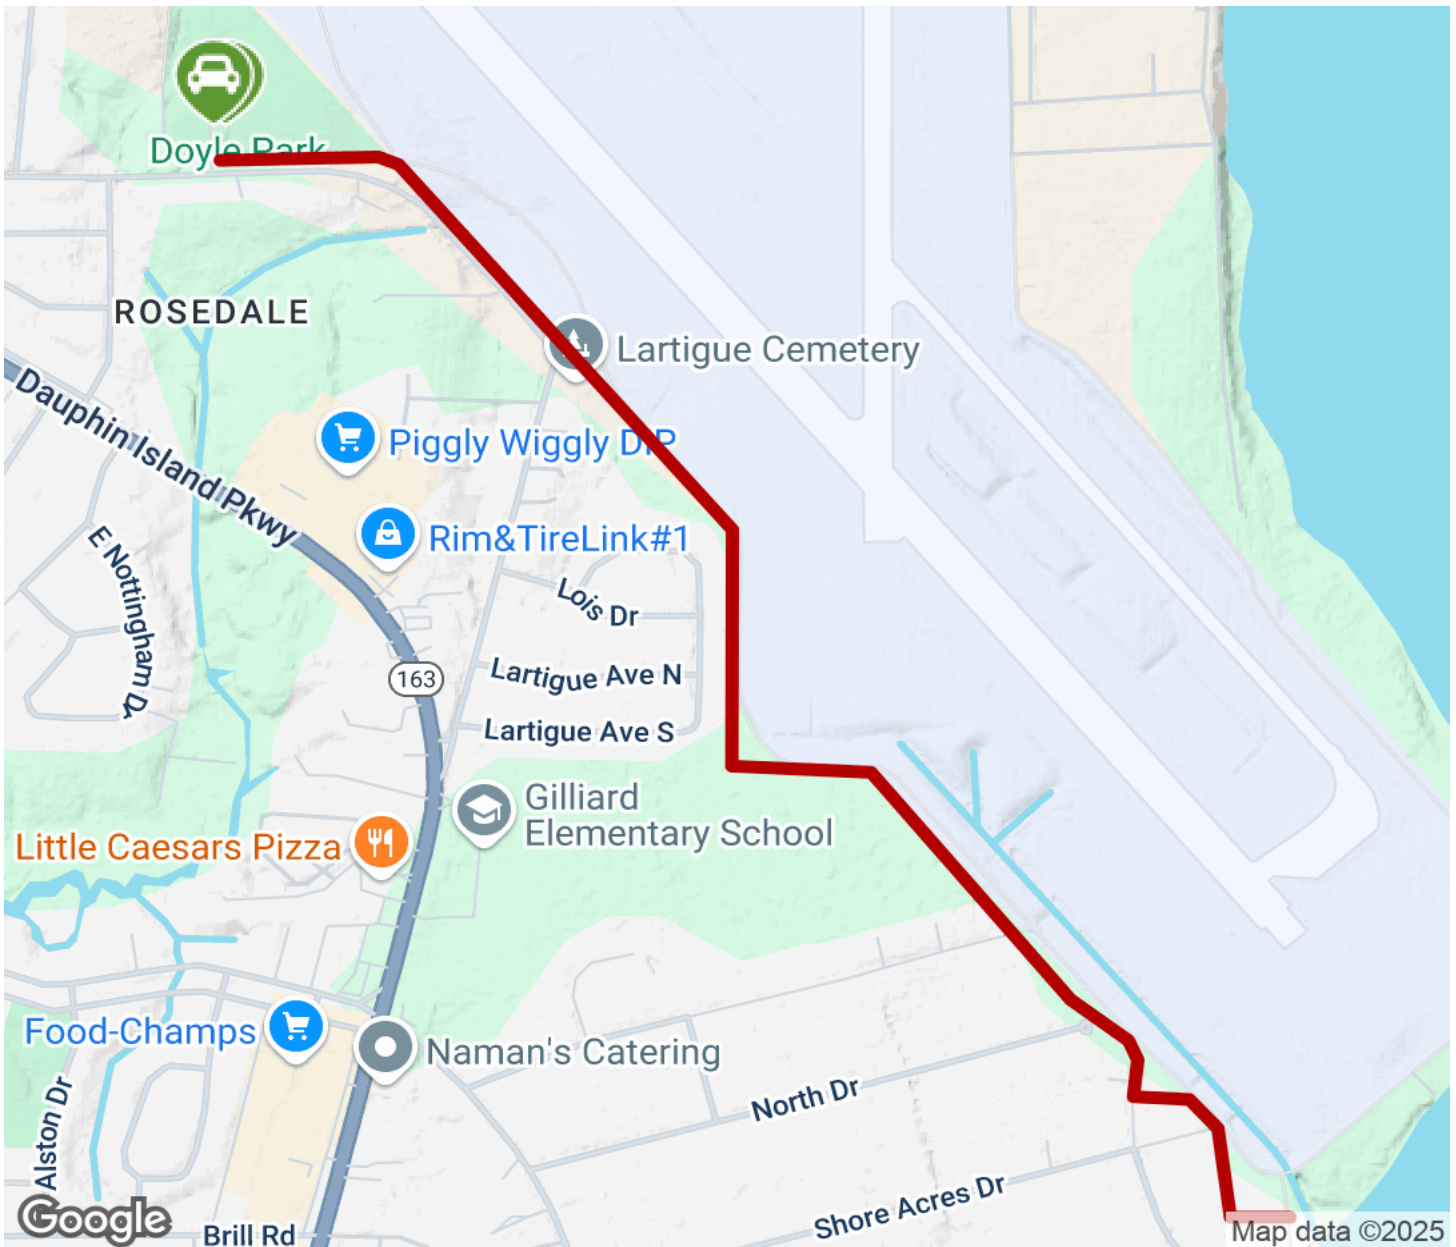 Doyle Park
ROSEDALE
Lartigue Cemetery
Dauphin Island Pkwy
Piggly Wiggly DIP
Rim&TireLink#1
E Nottingham Dr
Lois Dr
163
Lartigue Ave N
Lartigue Ave S
Gilliard
Elementary School
Little Caesars Pizza
Food-Champs
Naman's Catering
North Dr
Alston Dr
Shore Acres Dr
Google
Brill Rd
Map data ©2025